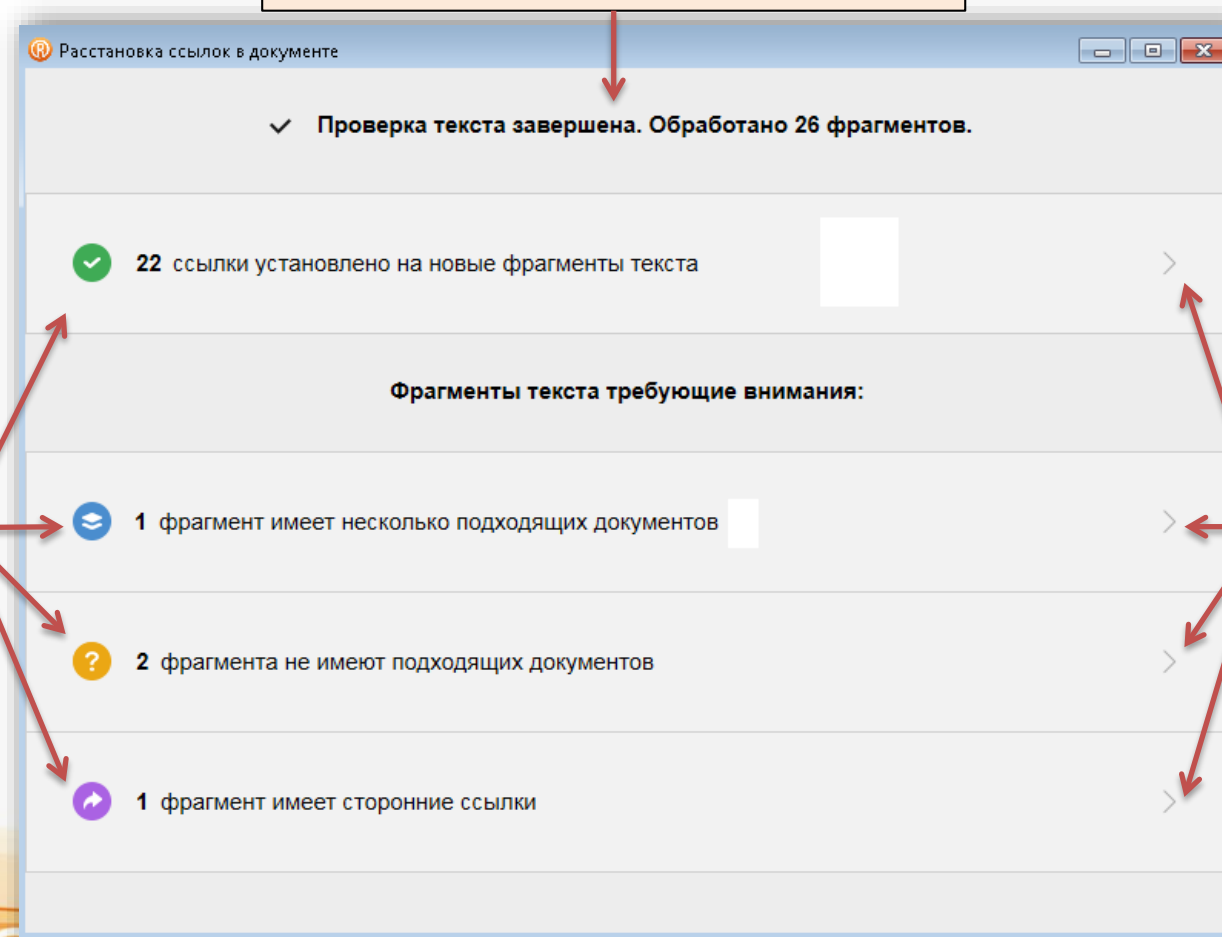 Расстановка ссылок в документе
Проверка текста завершена. Обработано 26 фрагментов.
22 ссылки установлено на новые фрагменты текста
Фрагменты текста требующие внимания:
1 фрагмент имеет несколько подходящих документов
2 фрагмента не имеют подходящих документов
1 фрагмент имеет сторонние ссылки